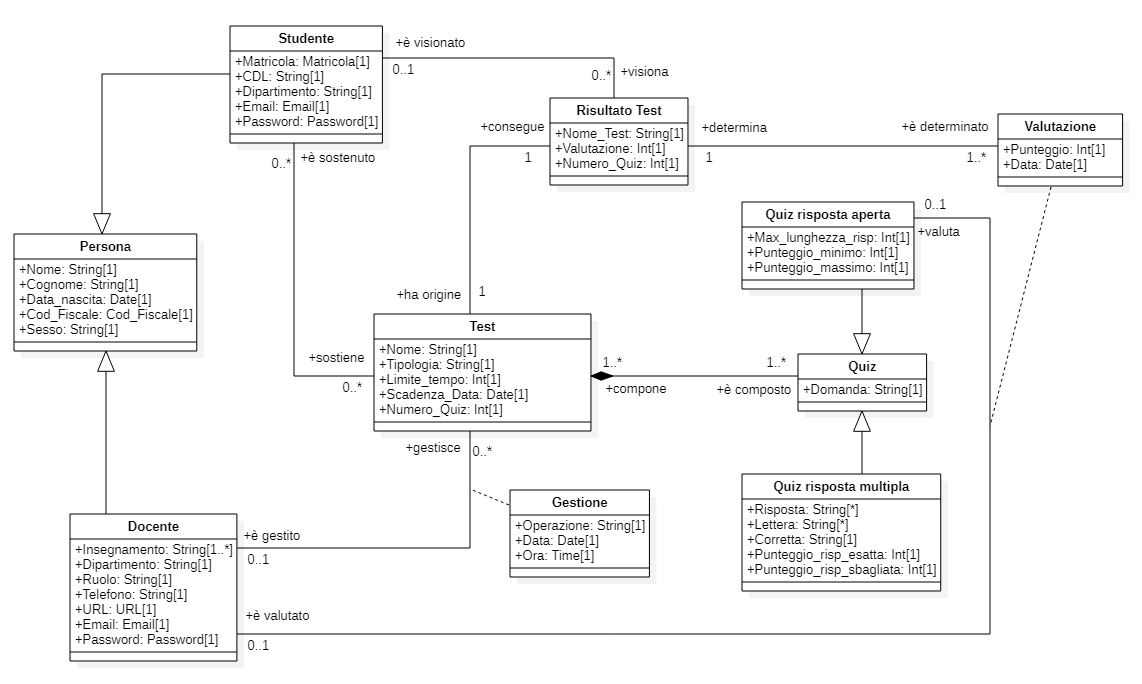 Studente
+Matricola: Matricola[1]
+CDL: String[1]
+Dipartimento: String[1]
+Email: Email[1]
+Password: Password[1]
+è visionato
0..1
0..*
+visiona
Risultato Test
+Nome_Test: String[1]
+Valutazione: Int[1]
+Numero_Quiz: Int[1]
+consegue
1
+determina
1
+è determinato
1..*
Valutazione
+Punteggio: Int[1]
+Data: Date[1]
0..*
+è sostenuto
Persona
+Nome: String[1]
+Cognome: String[1]
+Data_nascita: Date[1]
+Cod_Fiscale: Cod_Fiscale[1]
+Sesso: String[1]
Quiz risposta aperta
+Max_lunghezza_risp: Int[1]
+Punteggio_minimo: Int[1]
+Punteggio_massimo: Int[1]
0..1
+valuta
+ha origine
1
Test
+Nome: String[1]
+Tipologia: String[1]
+Limite_tempo: Int[1]
+Scadenza_Data: Date[1]
+Numero_Quiz: Int[1]
+sostiene
0..*
1..*
+compone
1..*
+è composto
Quiz
+Domanda: String[1]
+gestisce
0..*
Gestione
+Operazione: String[1]
+Data: Date[1]
+Ora: Time[1]
Quiz risposta multipla
+Risposta: String[*]
+Lettera: String[*]
+Corretta: String[1]
+Punteggio_risp_esatta: Int[1]
+Punteggio_risp_sbagliata: Int[1]
Docente
+Insegnamento: String[1..*]
+Dipartimento: String[1]
+Ruolo: String[1]
+Telefono: String[1]
+URL: URL[1]
+Email: Email[1]
+Password: Password[1]
+è gestito
0..1
+è valutato
0..1